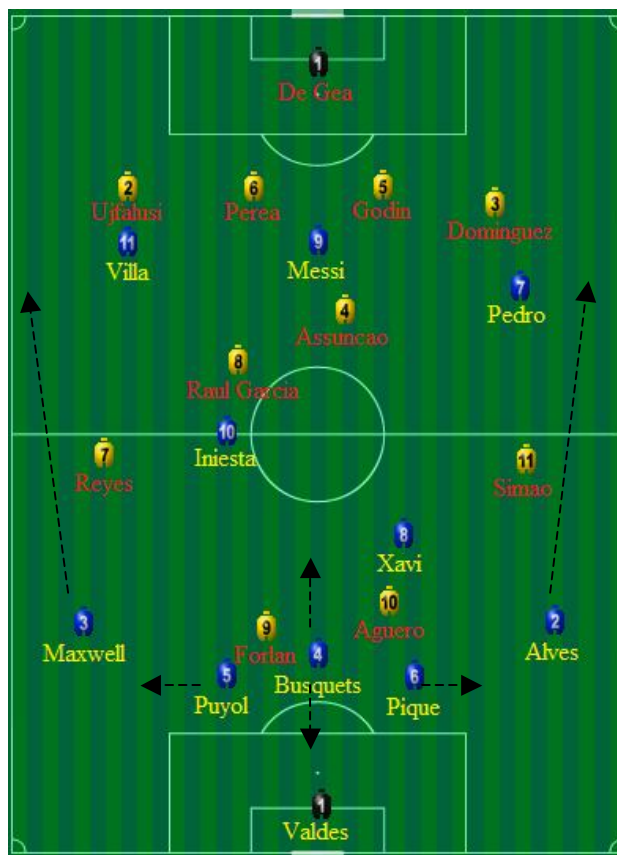 1
De Gea
2
6
5
3
Ujfalusi
Perea
Godin
Dominguez
11
9
Villa
Messi
7
Pedro
4
Assuncao
8
Raul Garcia
10
Iniesta
7
Reyes
11
Simao
8
Xavi
10
Aguero
3
Maxwell
9
Forlan
2
Alves
4
Busquets
5
Puyol
6
Pique
1
Valdes